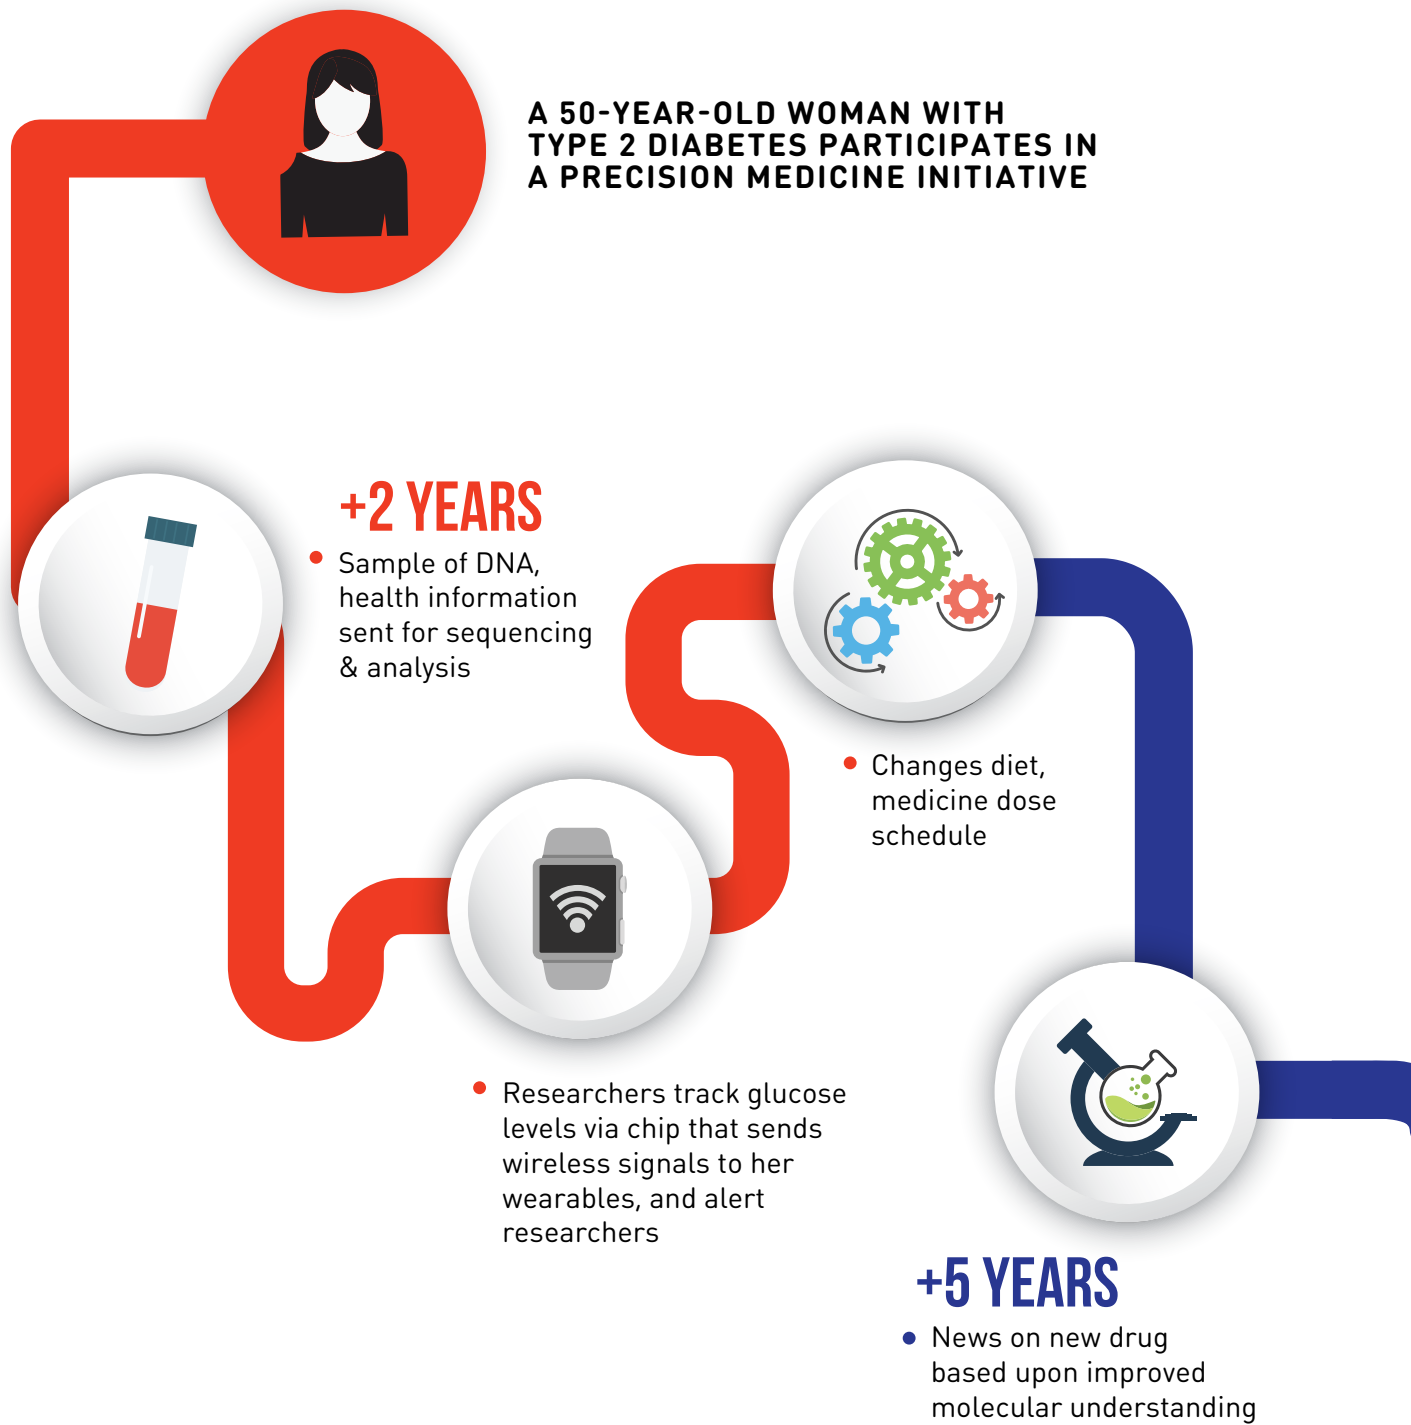 A 50-YEAR-OLD WOMAN WITH
TYPE 2 DIABETES PARTICIPATES IN
A PRECISION MEDICINE INITIATIVE
+2 YEARS
• Sample of DNA,
health information
sent for sequencing
& analysis
• Changes diet,
medicine dose
schedule
• Researchers track glucose
levels via chip that sends
wireless signals to her
wearables, and alert
researchers
+5 YEARS
• News on new drug
based upon improved
molecular understanding